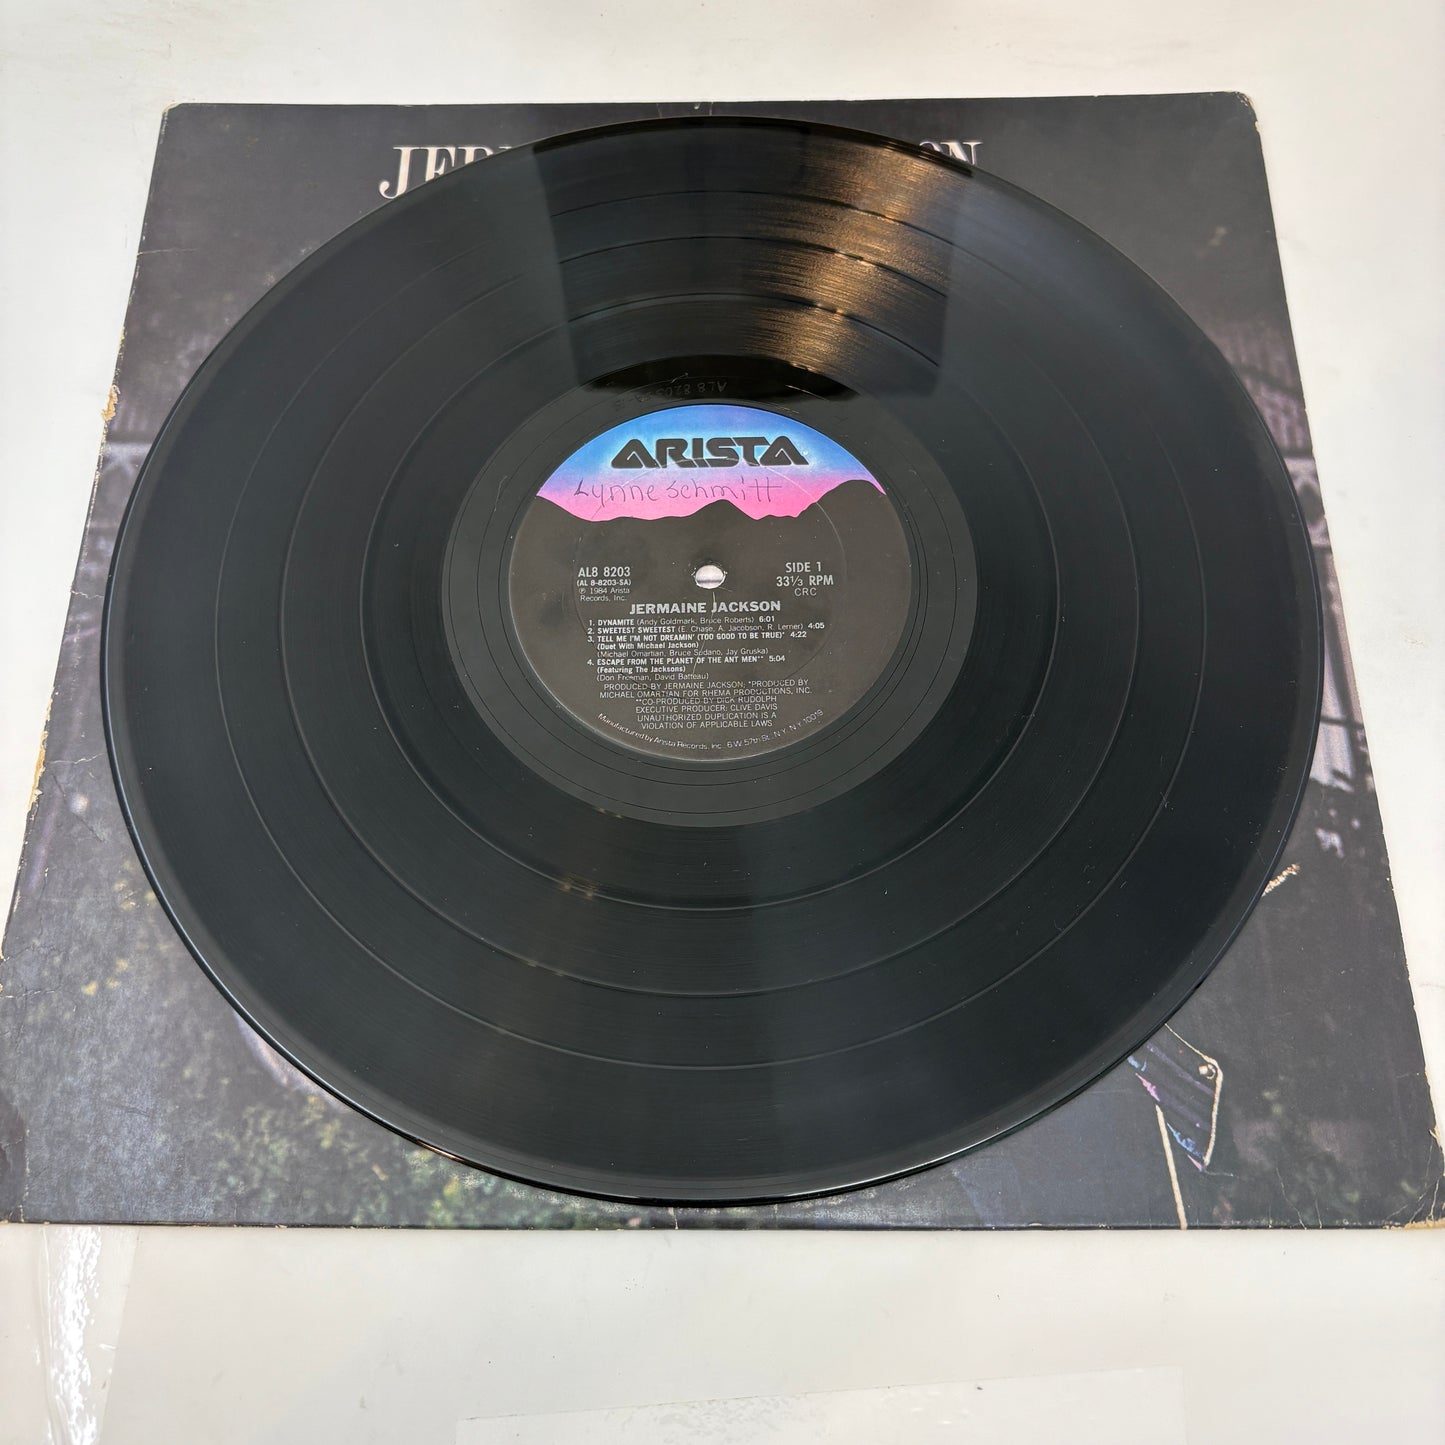 JER ON
AL8 8203
ARISTA
Lynne Schmitt
AL8 8203
(AL 8-8203-SA)
℗ 1984 Arista
Records, Inc.
SIDE 1
33⅓ RPM
CRC
JERMAINE JACKSON
1. DYNAMITE (Andy Goldmark, Bruce Roberts) 6:01
2. SWEETEST SWEETEST (E. Chase, A. Jacobson, R. Lerner) 4:05
3. TELL ME I'M NOT DREAMIN' (TOO GOOD TO BE TRUE)* 4:22
(Duet With Michael Jackson)
(Michael Omartian, Bruce Sudano, Jay Gruska)
4. ESCAPE FROM THE PLANET OF THE ANT MEN** 5:04
(Featuring The Jacksons)
(Don Freeman, David Batteau)
PRODUCED BY JERMAINE JACKSON; *PRODUCED BY
MICHAEL OMARTIAN FOR RHEMA PRODUCTIONS, INC.
**CO-PRODUCED BY DICK RUDOLPH
EXECUTIVE PRODUCER: CLIVE DAVIS
UNAUTHORIZED DUPLICATION IS A
VIOLATION OF APPLICABLE LAWS
Manufactured by Arista Records, Inc. 6 W. 57th St., N.Y., N.Y. 10019